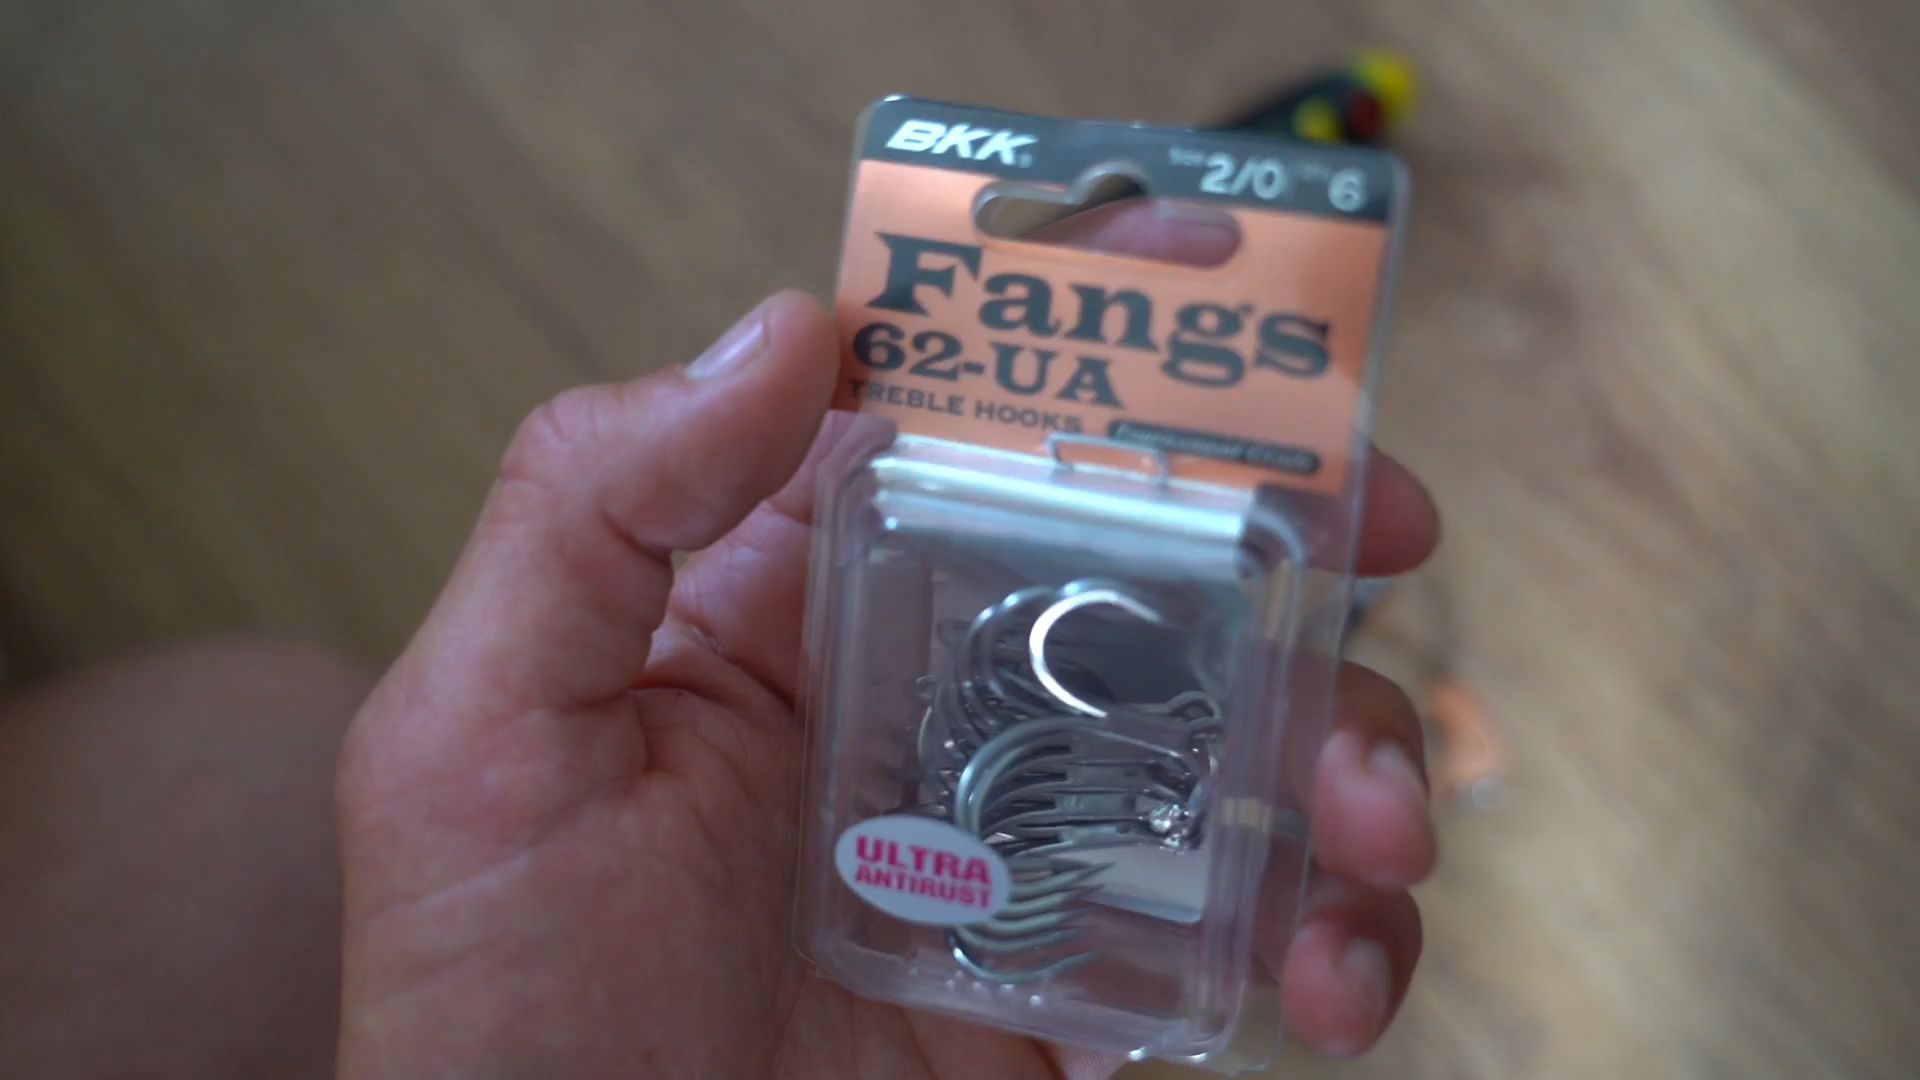 BKK
2/0 6
Fangs
62-UA
TREBLE HOOKS
ULTRA
ANTIRUST